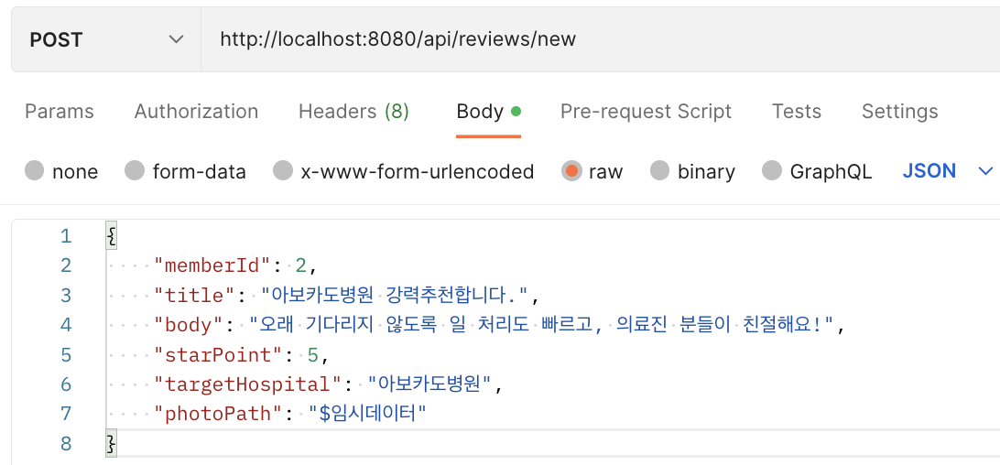 POST http://localhost:8080/api/reviews/new
Params Authorization Headers (8) Body Pre-request Script Tests Settings
none form-data x-www-form-urlencoded raw binary GraphQL JSON
1 {
2 "memberId": 2,
3 "title": "아보카도병원 강력추천합니다.",
4 "body": "오래 기다리지 않도록 일 처리도 빠르고, 의료진 분들이 친절해요!",
5 "starPoint": 5,
6 "targetHospital": "아보카도병원",
7 "photoPath": "$임시데이터"
8 }